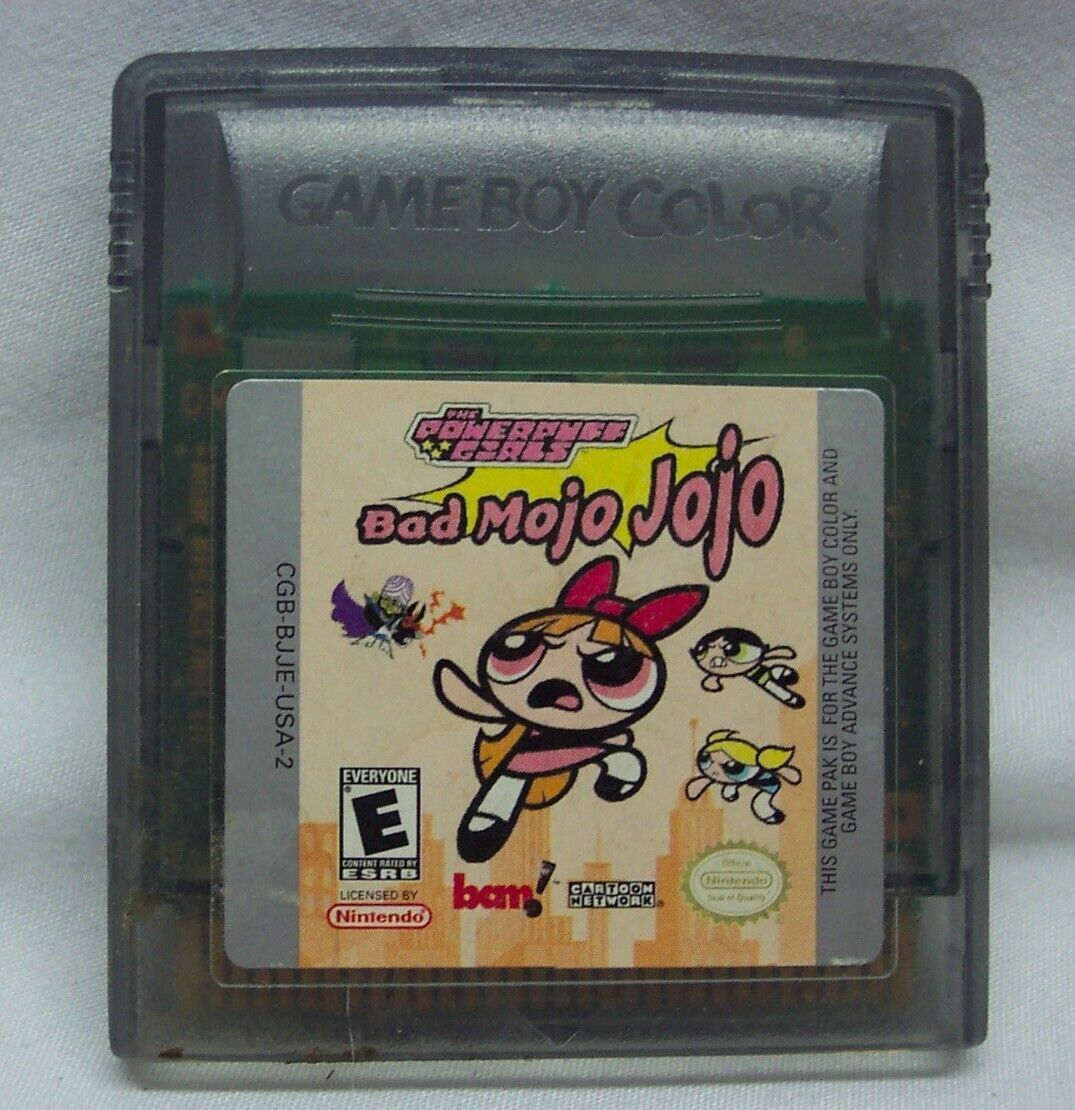 GAME BOY COLOR
THE
POWERPUFF
GIRLS
Bad Mojo Jojo
CGB-BJJE-USA-2
THIS GAME PAK IS FOR THE GAME BOY COLOR AND
GAME BOY ADVANCE SYSTEMS ONLY.
EVERYONE
E
CONTENT RATED BY
ESRB
LICENSED BY
Nintendo®
bam!™
CARTOON
NETWORK®
Official
Nintendo
Seal of Quality